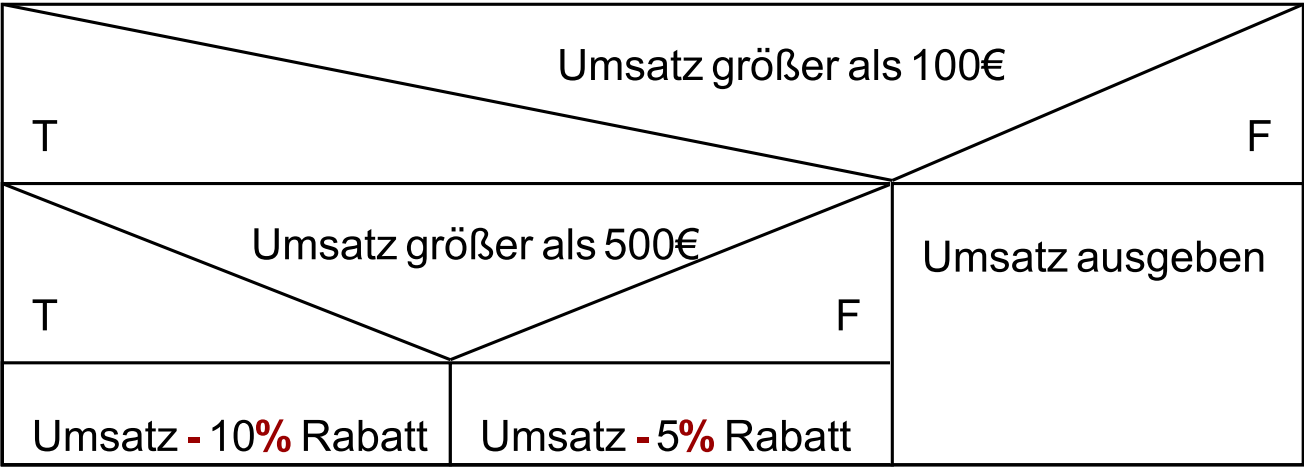 Umsatz größer als 100€
T
F
Umsatz größer als 500€
T
F
Umsatz ausgeben
Umsatz - 10% Rabatt
Umsatz - 5% Rabatt